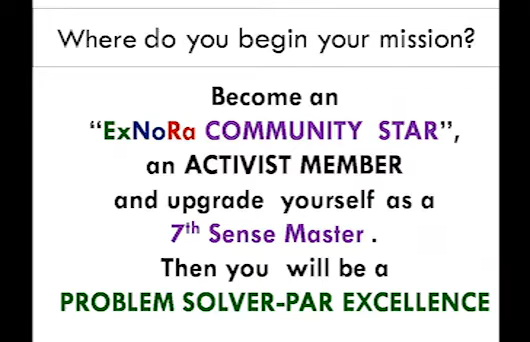 Where do you begin your mission?
Become an
“ExNoRa COMMUNITY STAR”,
an ACTIVIST MEMBER
and upgrade yourself as a
7th Sense Master .
Then you will be a
PROBLEM SOLVER-PAR EXCELLENCE